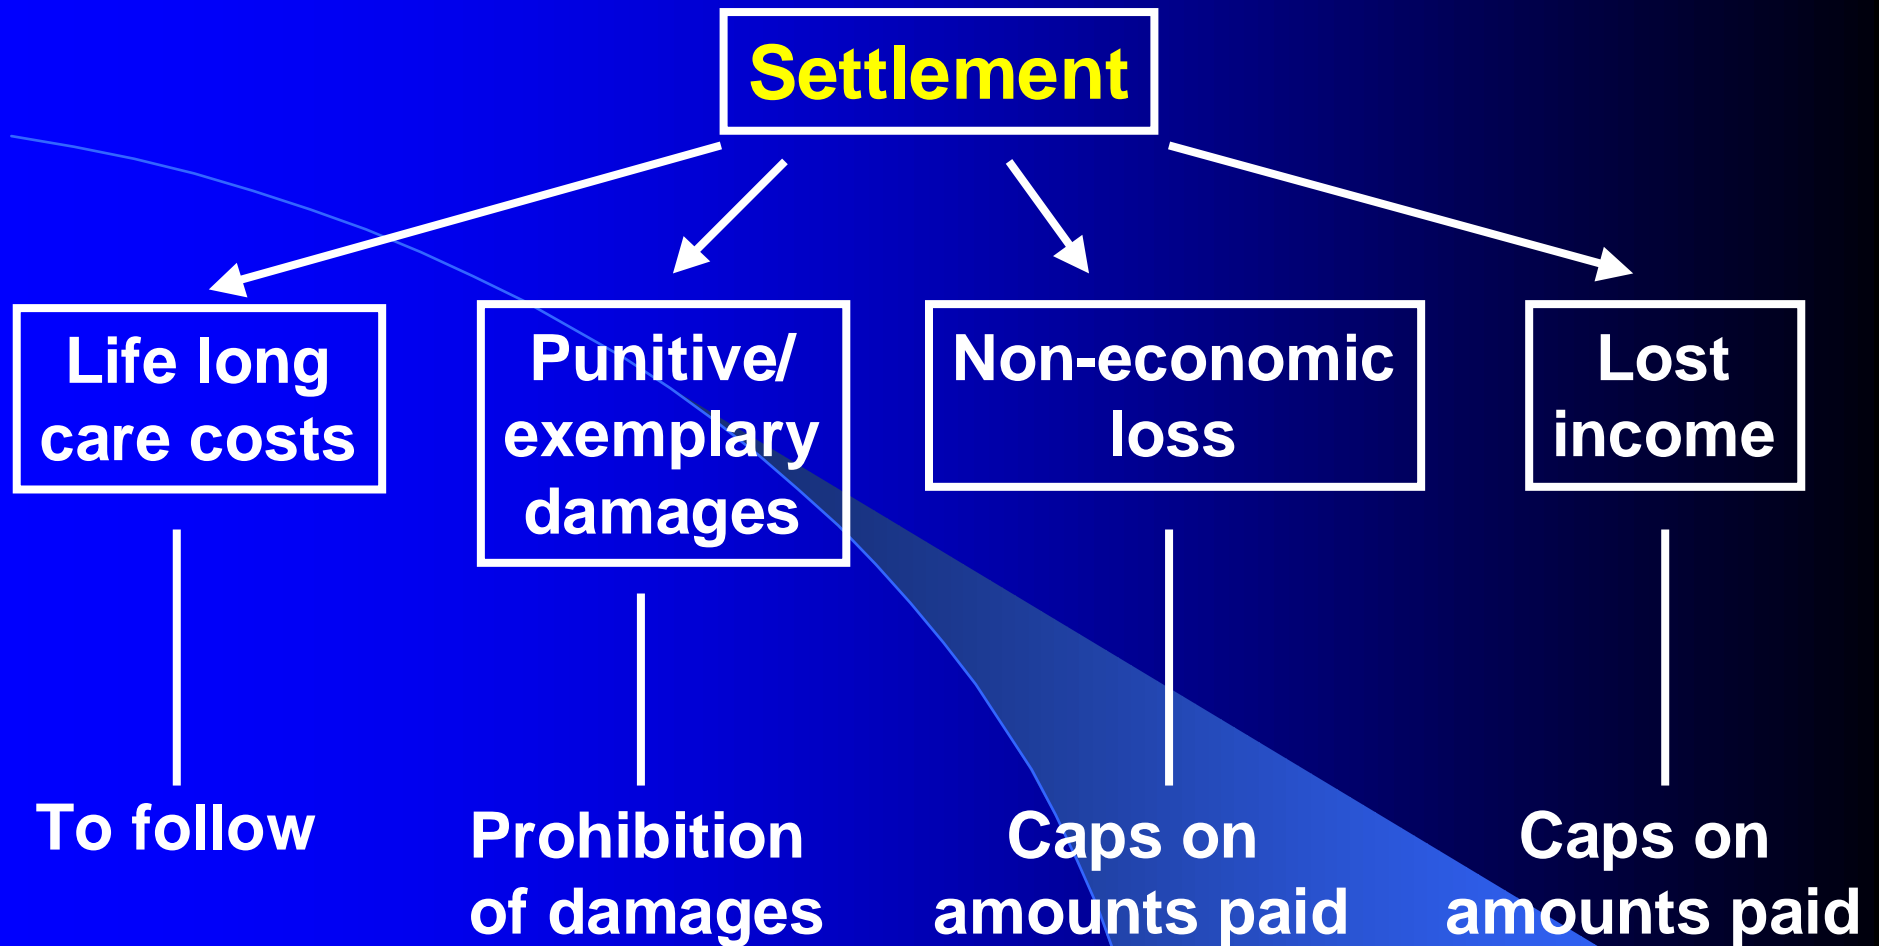 Settlement
Life long
care costs
Punitive/
exemplary
damages
Non-economic
loss
Lost
income
To follow
Prohibition
of damages
Caps on
amounts paid
Caps on
amounts paid